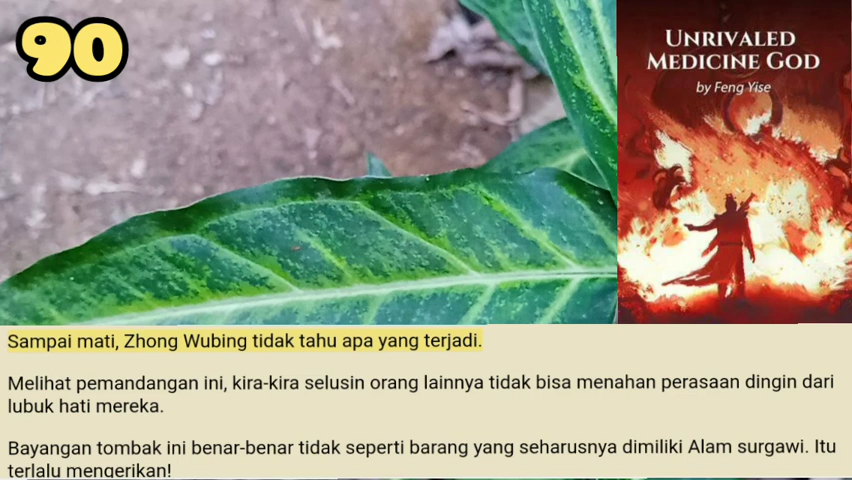 90
UNRIVALED
MEDICINE GOD
by Feng Yise
Sampai mati, Zhong Wubing tidak tahu apa yang terjadi.
Melihat pemandangan ini, kira-kira selusin orang lainnya tidak bisa menahan perasaan dingin dari
lubuk hati mereka.
Bayangan tombak ini benar-benar tidak seperti barang yang seharusnya dimiliki Alam surgawi. Itu
terlalu mengerikan!